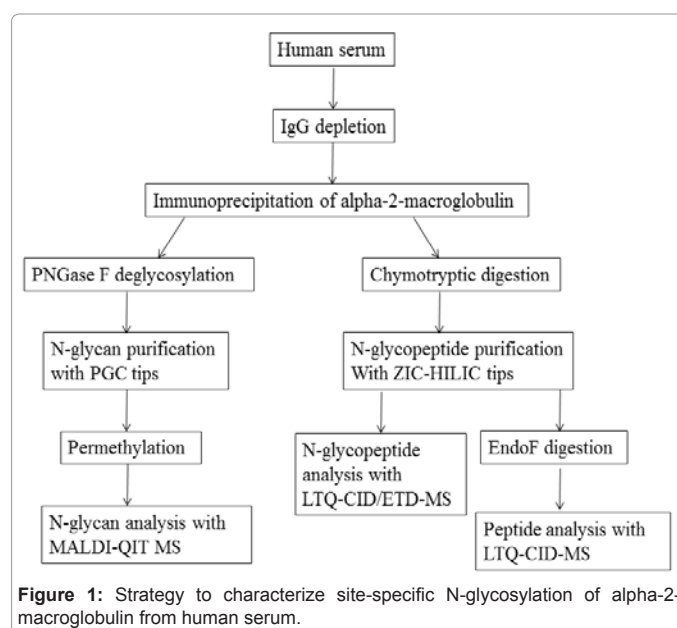 Human serum
IgG depletion
Immunoprecipitation of alpha-2-macroglobulin
PNGase F deglycosylation
Chymotryptic digestion
N-glycan purification
with PGC tips
N-glycopeptide purification
With ZIC-HILIC tips
Permethylation
N-glycopeptide
analysis with
LTQ-CID/ETD-MS
EndoF digestion
N-glycan analysis with
MALDI-QIT MS
Peptide analysis with
LTQ-CID-MS
Figure 1: Strategy to characterize site-specific N-glycosylation of alpha-2-
macroglobulin from human serum.